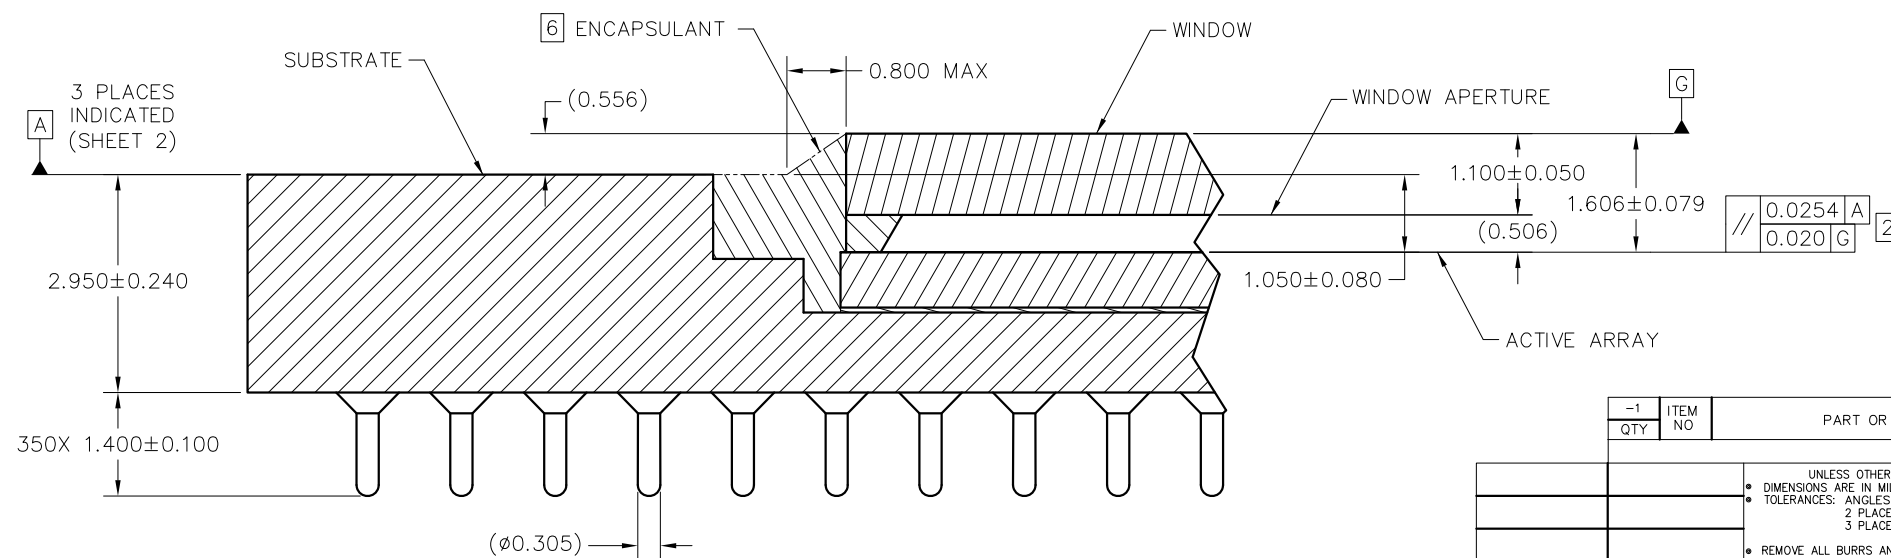 6 ENCAPSULANT
WINDOW
SUBSTRATE
0.800 MAX
3 PLACES
INDICATED
(SHEET 2)
A
(0.556)
WINDOW APERTURE
G
1.100±0.050
1.606±0.079
// 0.0254 A
0.020 G
2
(0.506)
2.950±0.240
1.050±0.080
ACTIVE ARRAY
350X 1.400±0.100
(ø0.305)
-1
QTY
ITEM
NO
PART OR
UNLESS OTHER
DIMENSIONS ARE IN MI
TOLERANCES: ANGLES
2 PLACE
3 PLACE
REMOVE ALL BURRS AN